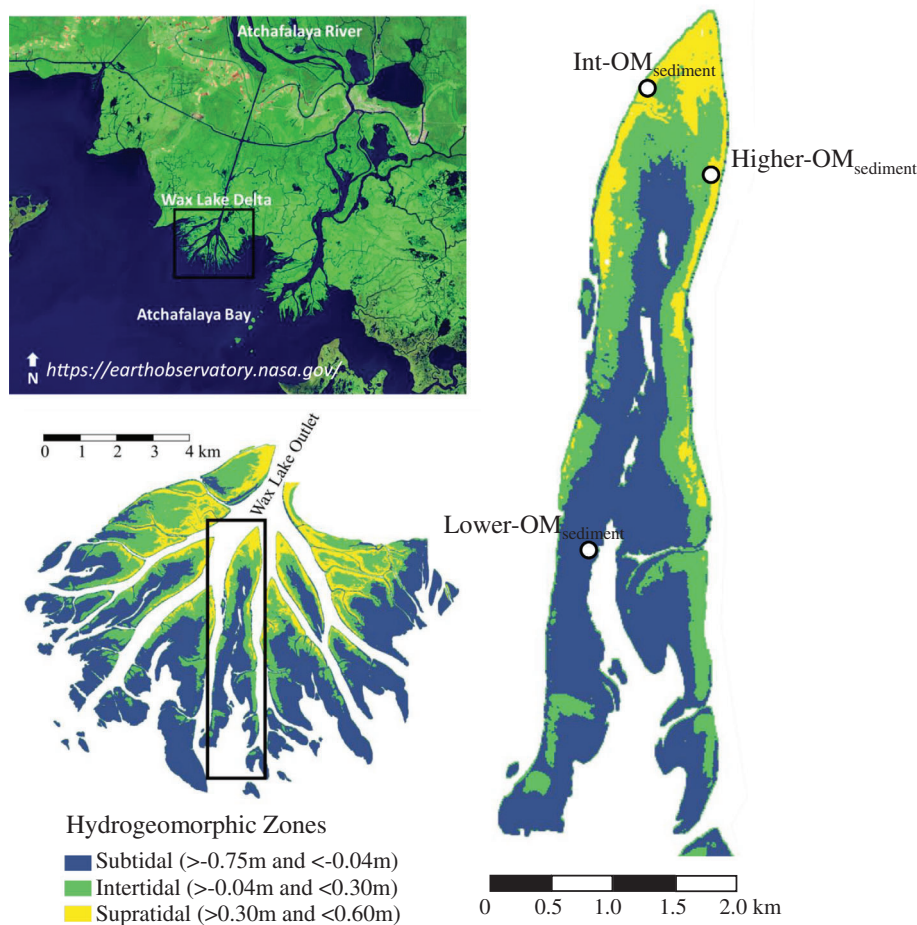 Atchafalaya
River
Wax Lake Delta
Atchafalaya Bay
N
https://earthobservatory.nasa.gov/
0 1 2 3 4 km
Wax Lake Outlet
Hydrogeomorphic Zones
Subtidal (>-0.75m and <-0.04m)
Intertidal (>-0.04m and <0.30m)
Supratidal (>0.30m and <0.60m)
Int-OMsediment
Higher-OMsediment
Lower-OMsediment
0 0.5 1.0 1.5 2.0 km